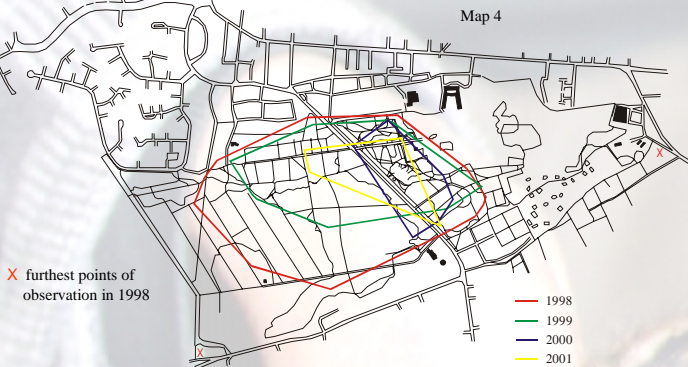 Map 4
X
X furthest points of
observation in 1998
X
1998
1999
2000
2001